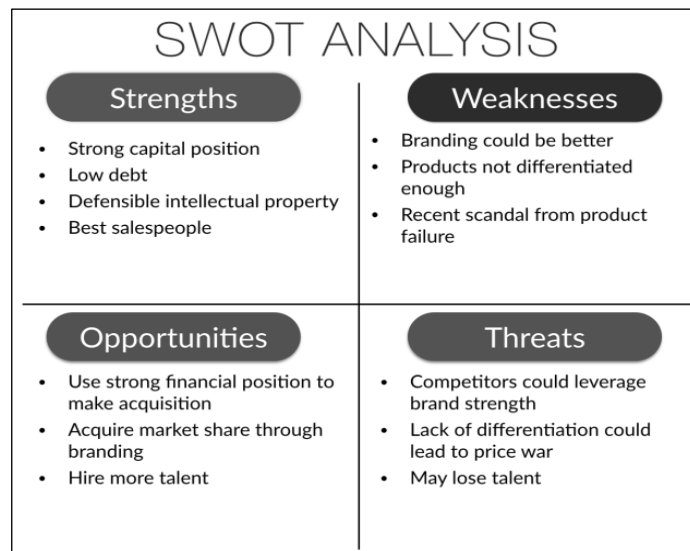 SWOT ANALYSIS
Strengths
• Strong capital position
• Low debt
• Defensible intellectual property
• Best salespeople
Weaknesses
• Branding could be better
• Products not differentiated
enough
• Recent scandal from product
failure
Opportunities
• Use strong financial position to
make acquisition
• Acquire market share through
branding
• Hire more talent
Threats
• Competitors could leverage
brand strength
• Lack of differentiation could
lead to price war
• May lose talent